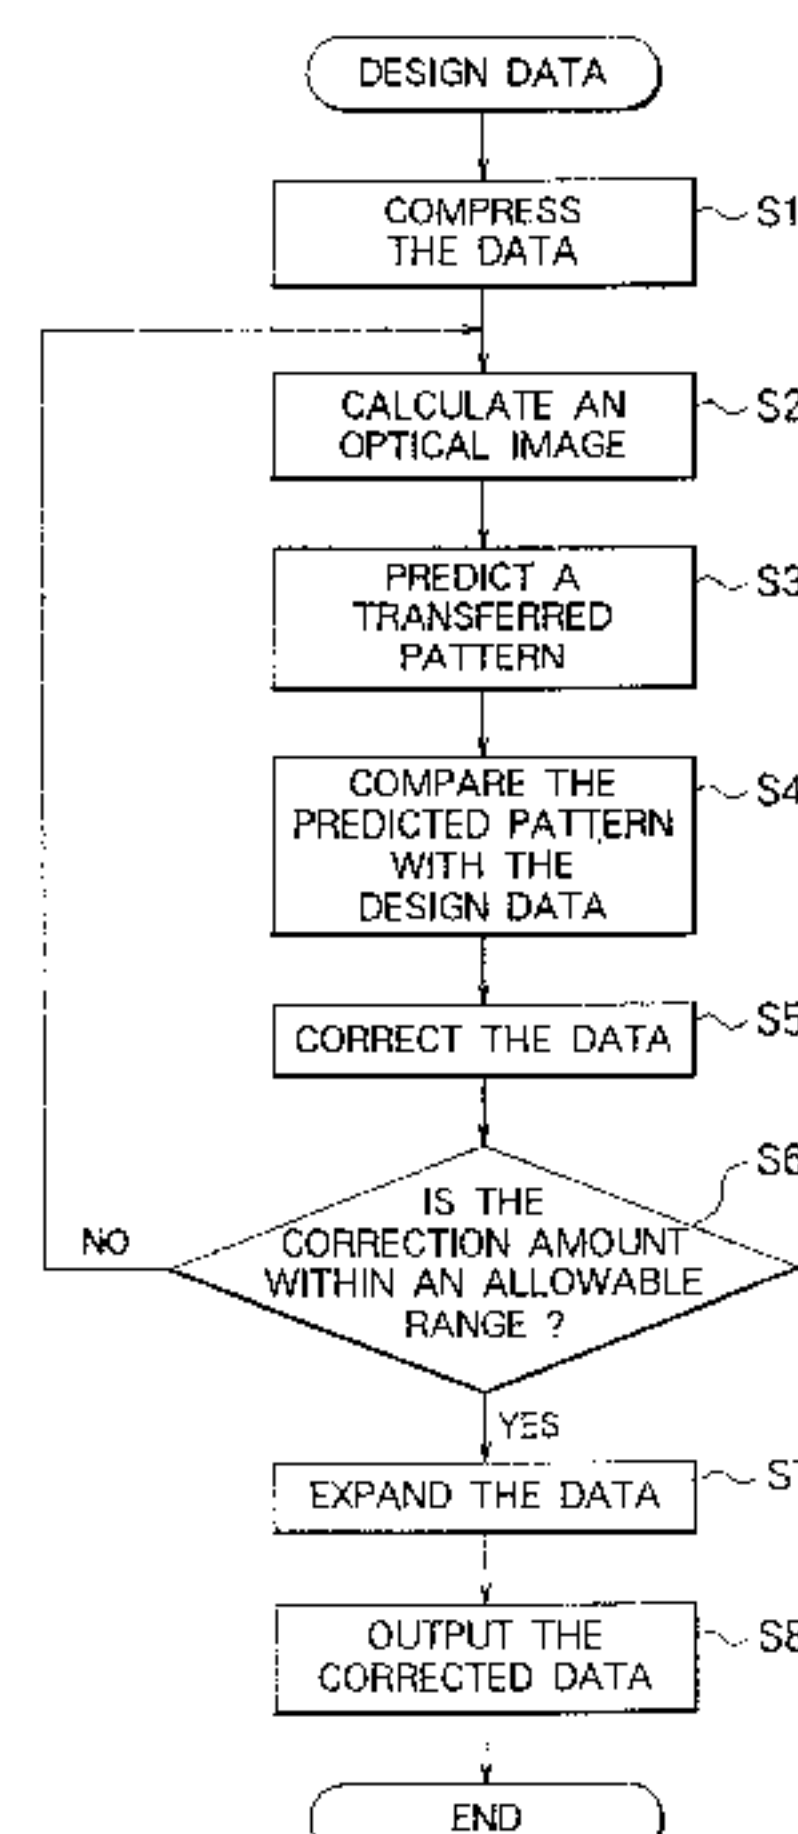 DESIGN DATA
COMPRESS
THE DATA
S1
CALCULATE AN
OPTICAL IMAGE
S2
PREDICT A
TRANSFERRED
PATTERN
S3
COMPARE THE
PREDICTED PATTERN
WITH THE
DESIGN DATA
S4
CORRECT THE DATA
S5
IS THE
CORRECTION AMOUNT
WITHIN AN ALLOWABLE
RANGE ?
S6
NO
YES
EXPAND THE DATA
S7
OUTPUT THE
CORRECTED DATA
S8
END